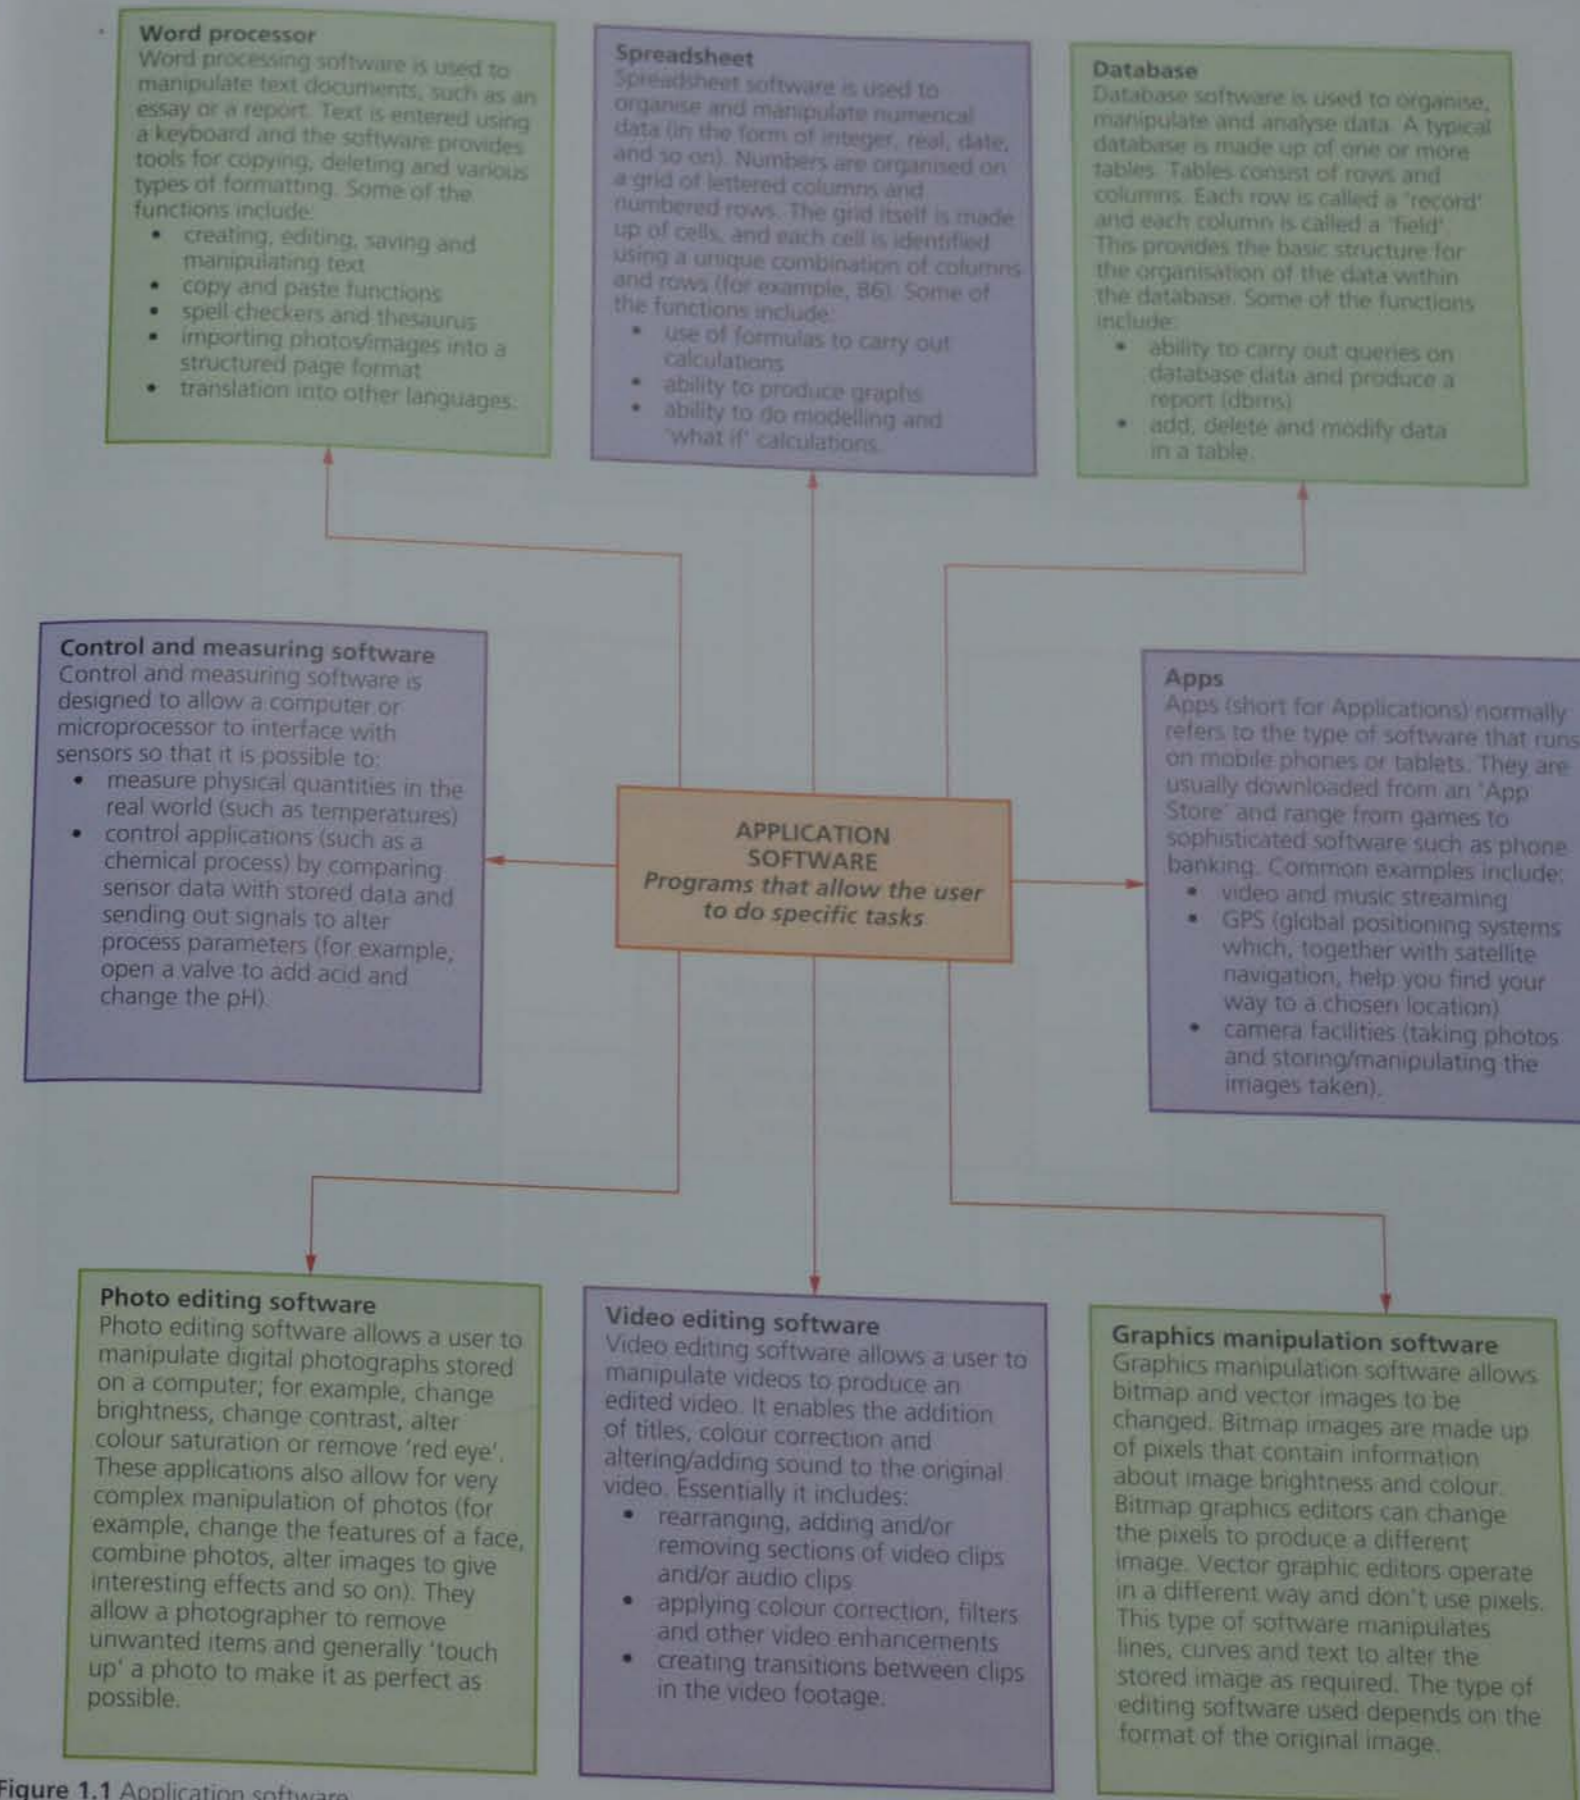 Word processor
Word processing software is used to
manipulate text documents, such as an
essay or a report. Text is entered using
a keyboard and the software provides
tools for copying, deleting and various
types of formatting. Some of the
functions include:
• creating, editing, saving and
manipulating text
• copy and paste functions
• spell checkers and thesaurus
• importing photos/images into a
structured page format
• translation into other languages.
Spreadsheet
Spreadsheet software is used to
organise and manipulate numerical
data (in the form of integer, real, date,
and so on). Numbers are organised on
a grid of lettered columns and
numbered rows. The grid itself is made
up of cells, and each cell is identified
using a unique combination of columns
and rows (for example, B6). Some of
the functions include:
• use of formulas to carry out
calculations
• ability to produce graphs
• ability to do modelling and
'what if' calculations.
Database
Database software is used to organise,
manipulate and analyse data. A typical
database is made up of one or more
tables. Tables consist of rows and
columns. Each row is called a 'record'
and each column is called a 'field'.
This provides the basic structure for
the organisation of the data within
the database. Some of the functions
include:
• ability to carry out queries on
database data and produce a
report (dbms)
• add, delete and modify data
in a table.
Control and measuring software
Control and measuring software is
designed to allow a computer or
microprocessor to interface with
sensors so that it is possible to:
• measure physical quantities in the
real world (such as temperatures)
• control applications (such as a
chemical process) by comparing
sensor data with stored data and
sending out signals to alter
process parameters (for example,
open a valve to add acid and
change the pH).
APPLICATION
SOFTWARE
Programs that allow the user
to do specific tasks
Apps
Apps (short for Applications) normally
refers to the type of software that runs
on mobile phones or tablets. They are
usually downloaded from an 'App
Store' and range from games to
sophisticated software such as phone
banking. Common examples include:
• video and music streaming
• GPS (global positioning systems
which, together with satellite
navigation, help you find your
way to a chosen location)
• camera facilities (taking photos
and storing/manipulating the
images taken).
Photo editing software
Photo editing software allows a user to
manipulate digital photographs stored
on a computer; for example, change
brightness, change contrast, alter
colour saturation or remove 'red eye'.
These applications also allow for very
complex manipulation of photos (for
example, change the features of a face,
combine photos, alter images to give
interesting effects and so on). They
allow a photographer to remove
unwanted items and generally 'touch
up' a photo to make it as perfect as
possible.
Video editing software
Video editing software allows a user to
manipulate videos to produce an
edited video. It enables the addition
of titles, colour correction and
altering/adding sound to the original
video. Essentially it includes:
• rearranging, adding and/or
removing sections of video clips
and/or audio clips
• applying colour correction, filters
and other video enhancements
• creating transitions between clips
in the video footage.
Graphics manipulation software
Graphics manipulation software allows
bitmap and vector images to be
changed. Bitmap images are made up
of pixels that contain information
about image brightness and colour.
Bitmap graphics editors can change
the pixels to produce a different
image. Vector graphic editors operate
in a different way and don't use pixels.
This type of software manipulates
lines, curves and text to alter the
stored image as required. The type of
editing software used depends on the
format of the original image.
Figure 1.1 Application software